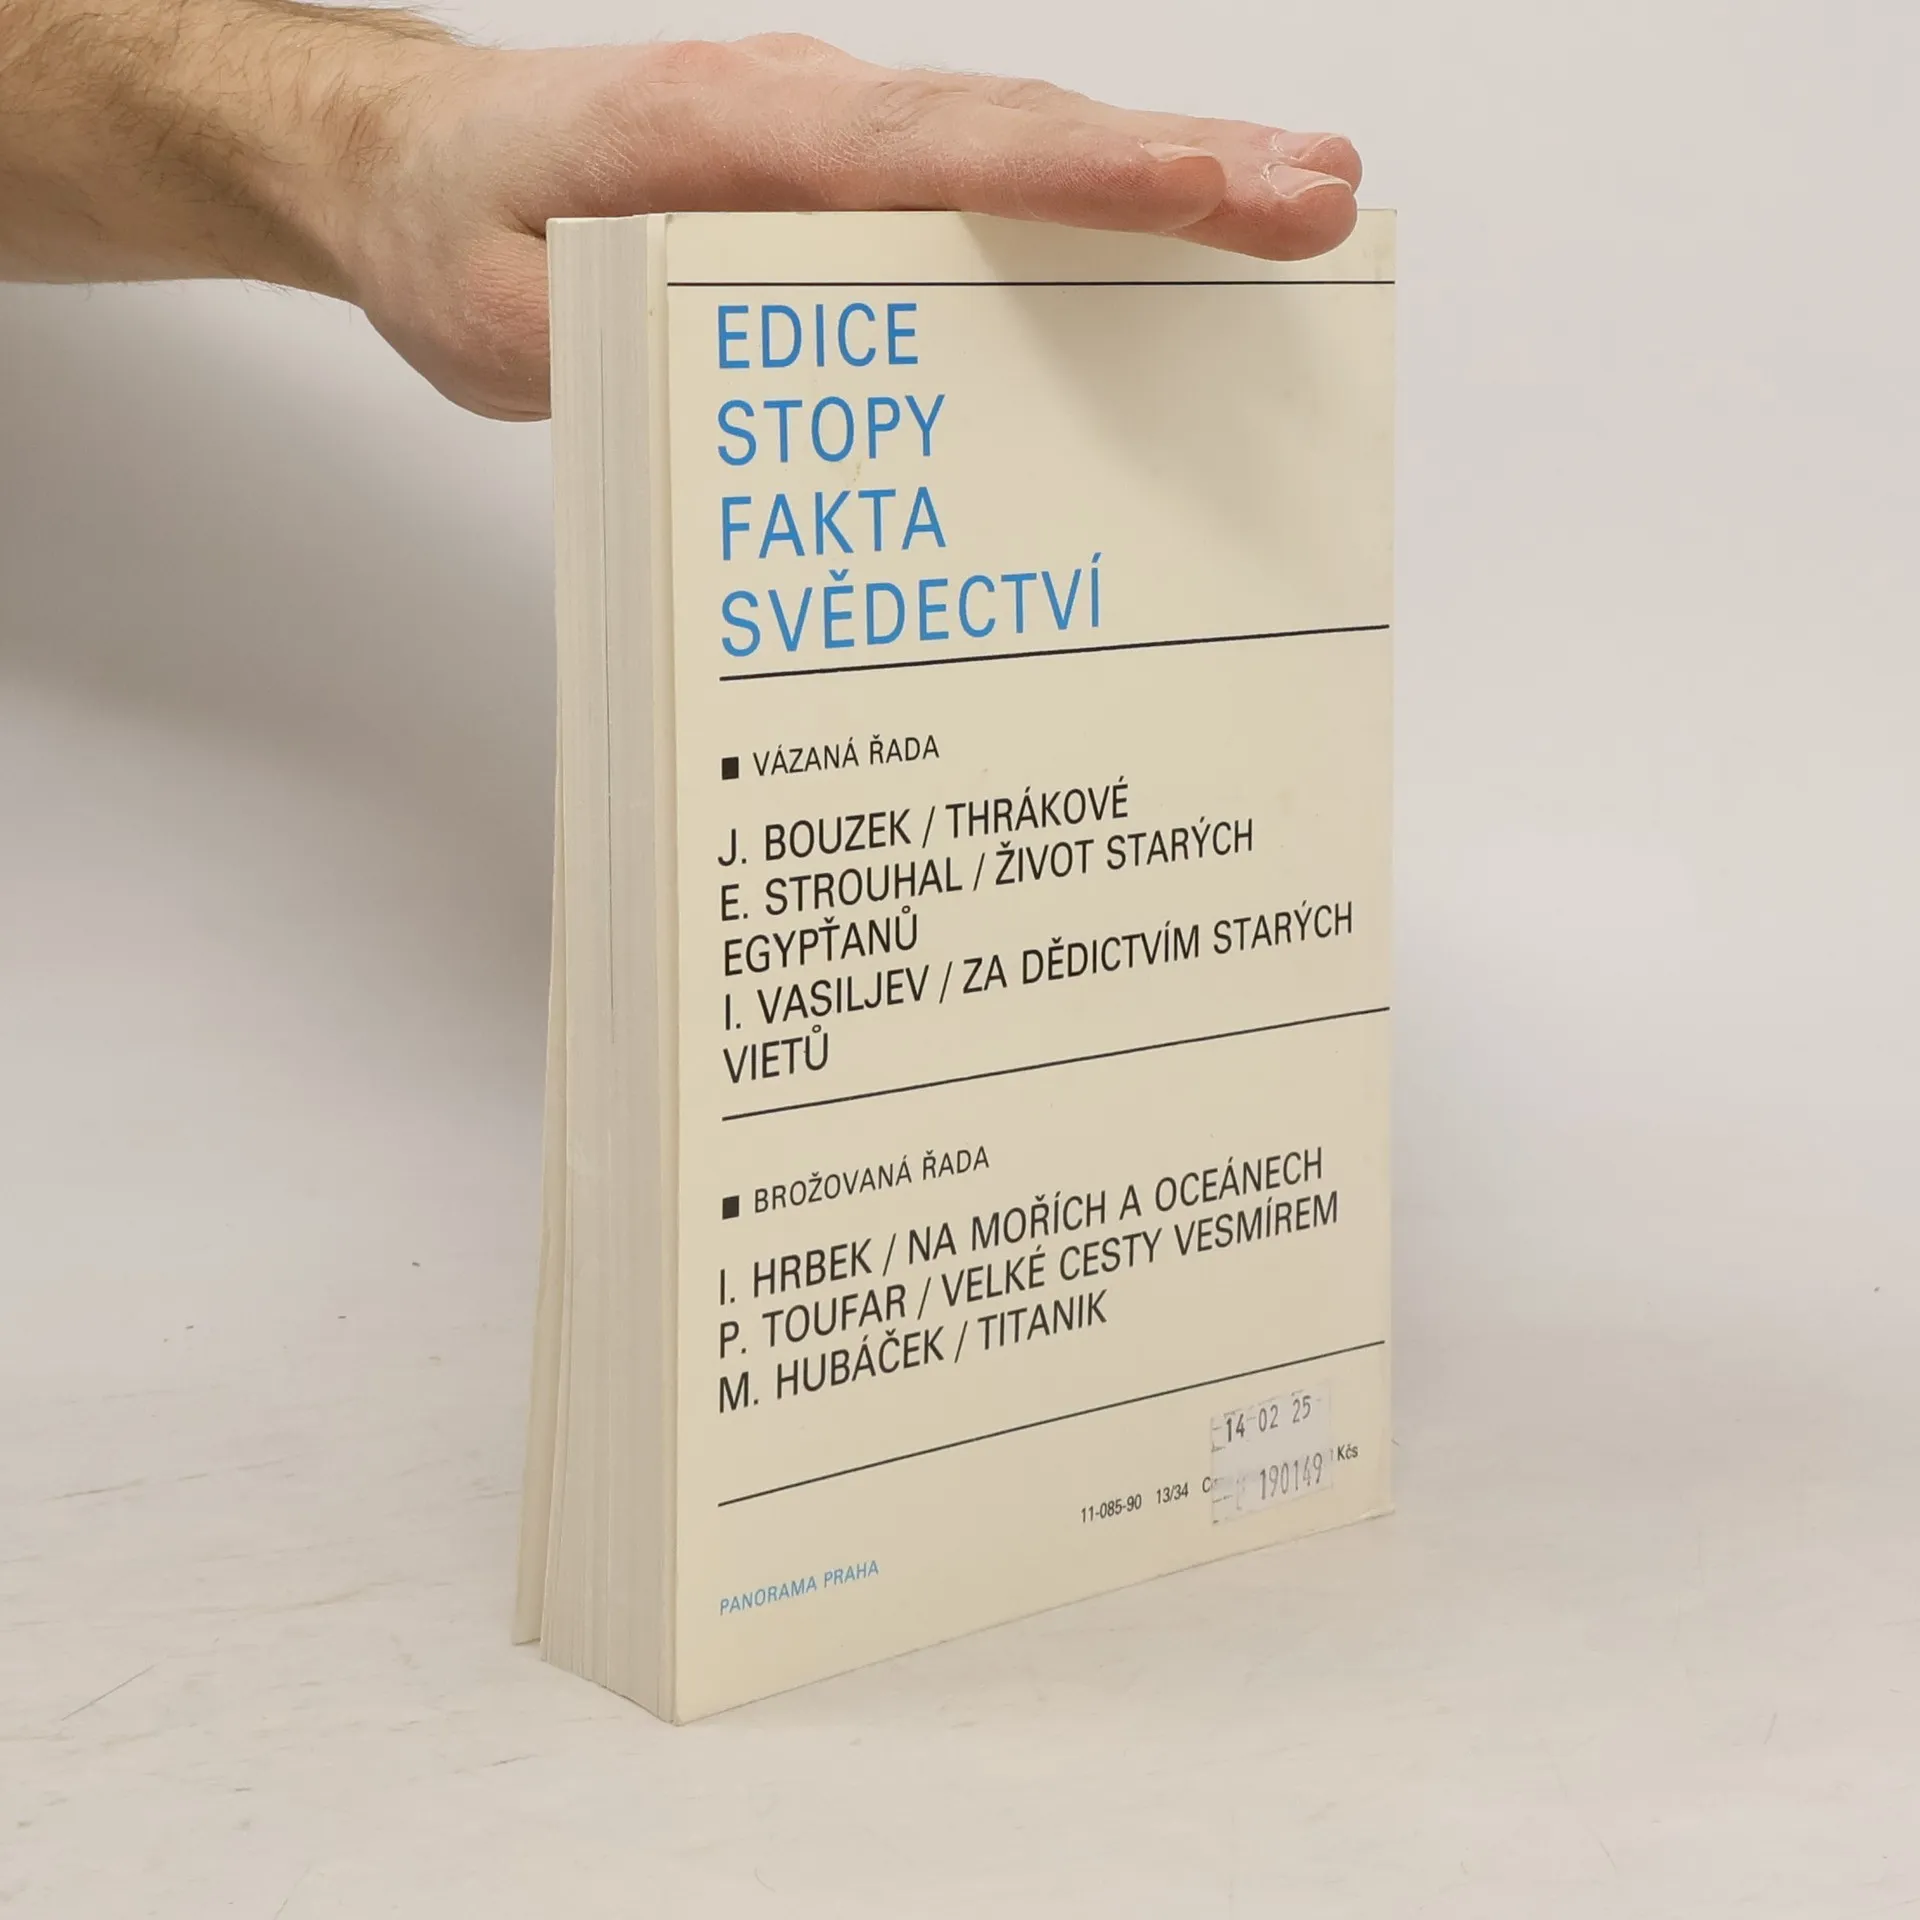 EDICE
STOPY
FAKTA
SVĚDECTVÍ
■ VÁZANÁ ŘADA
J. BOUZEK / THRÁKOVÉ
E. STROUHAL / ŽIVOT STARÝCH
EGYPŤANŮ
I. VASILJEV / ZA DĚDICTVÍM STARÝCH
VIETŮ
■ BROŽOVANÁ ŘADA
I. HRBEK / NA MOŘÍCH A OCEÁNECH
P. TOUFAR / VELKÉ CESTY VESMÍREM
M. HUBÁČEK / TITANIK
14 02 25
190149
11-085-90 13/34 Kčs
PANORAMA PRAHA